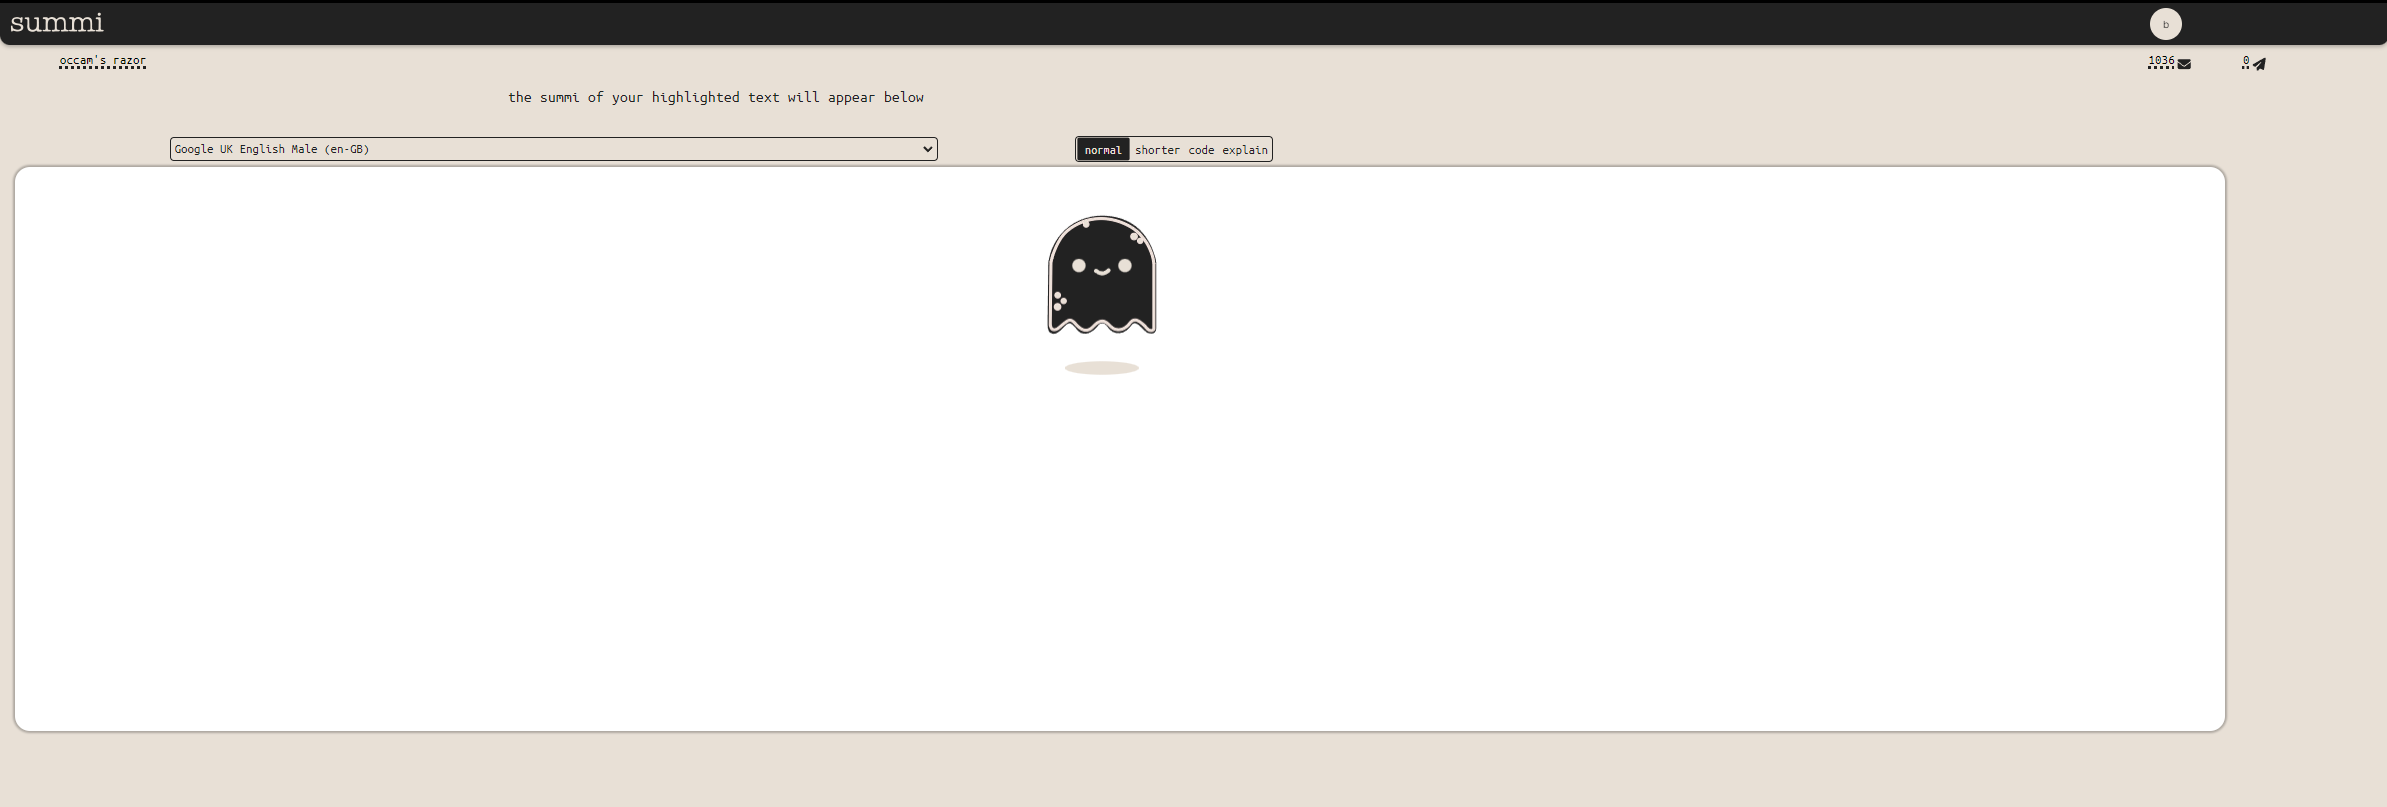 summi
b
occam's razor
1036
0
the summi of your highlighted text will appear below
Google UK English Male (en-GB)
normal shorter code explain